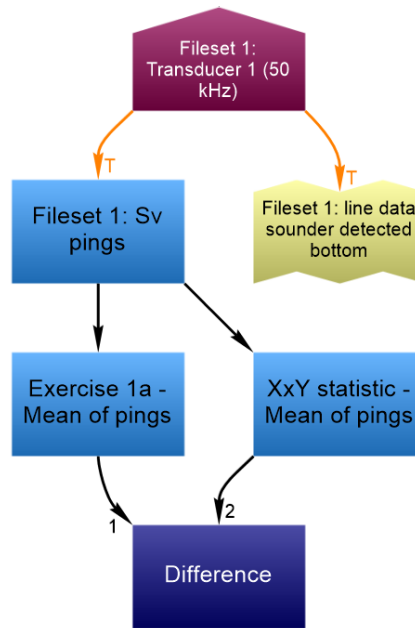 Fileset 1:
Transducer 1 (50
kHz)
T
T
Fileset 1: Sv
pings
Fileset 1: line data
sounder detected
bottom
Exercise 1a -
Mean of pings
XxY statistic -
Mean of pings
1
2
Difference